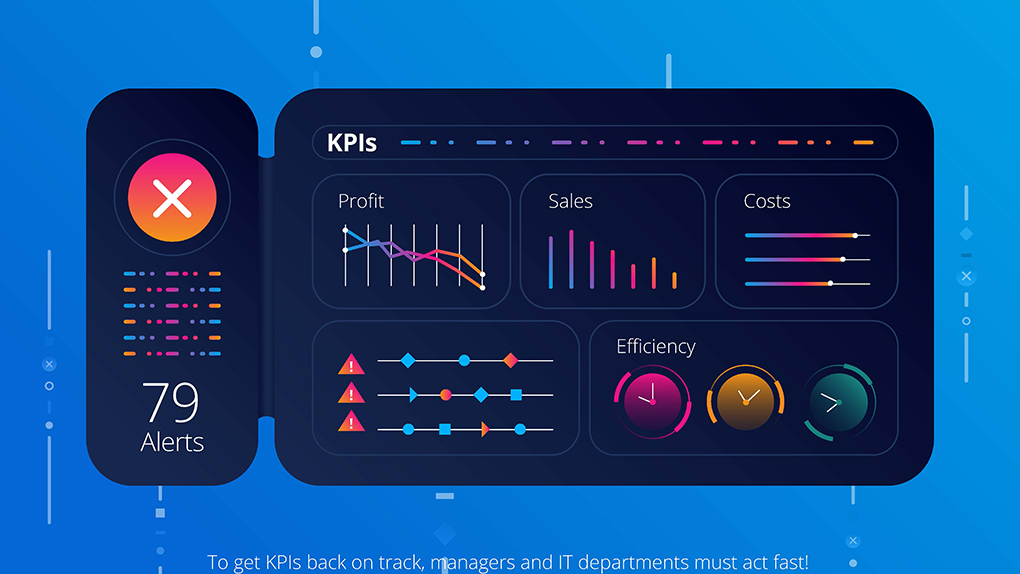 KPIs
Profit
Sales
Costs
79
Alerts
!
!
!
Efficiency
To get KPIs back on track, managers and IT departments must act fast!